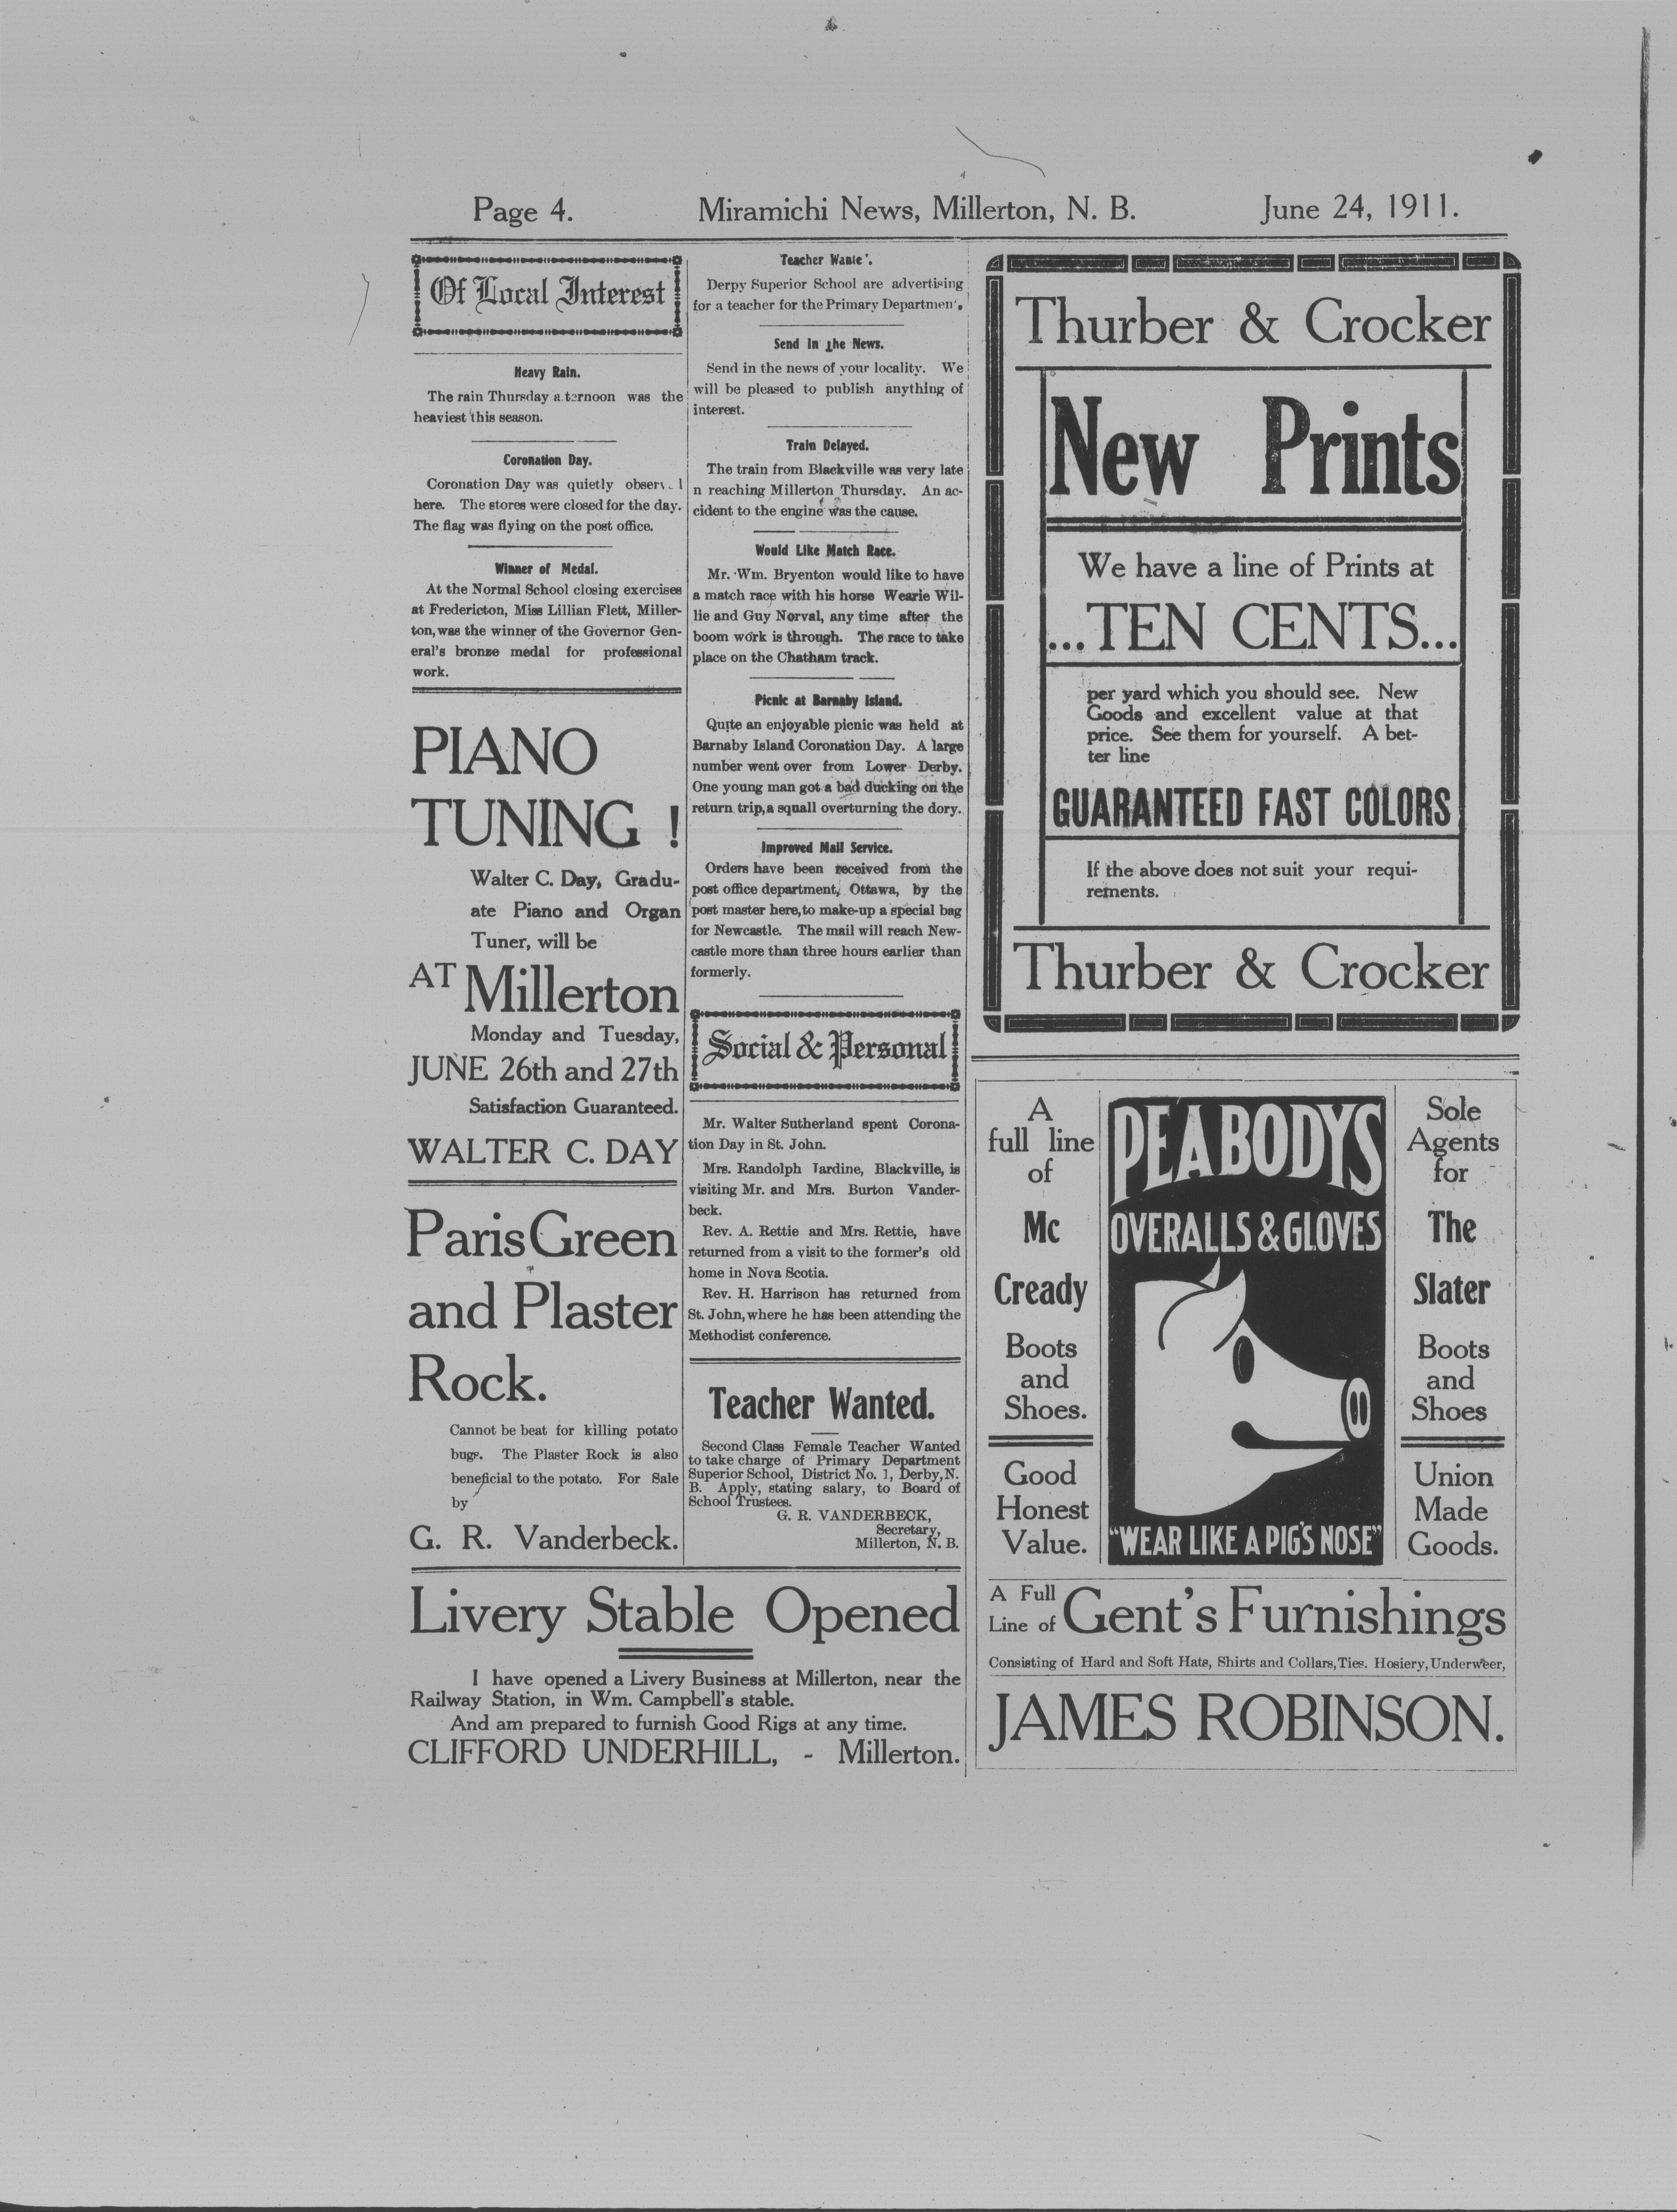 Page 4.
Miramichi News, Millerton, N. B.
June 24, 1911.
Of Local Interest
Heavy Rain.
The rain Thursday a.ternoon was the
heaviest this season.
Coronation Day.
Coronation Day was quietly
here. The stores were closed for the day.
The flag was flying on the post office.
Winner of Medal.
At the Normal School closing exercises
at Fredericton, Miss Lillian Flett, Miller-
ton, was the winner of the Governor Gen-
eral's bronze medal for professional
work.
PIANO
TUNING !
Walter C. Day, Gradu-
ate Piano and Organ
Tuner, will be
AT Millerton
Monday and Tuesday,
JUNE 26th and 27th
Satisfaction Guaranteed.
WALTER C. DAY
Paris Green
and Plaster
Rock.
Cannot be beat for killing potato
bugs. The Plaster Rock is also
beneficial to the potato. For Sale
by
G. R. Vanderbeck.
Teacher Wante'.
Derpy Superior School are advertising
for a teacher for the Primary Departmen',
Send In the News.
Send in the news of your locality. We
will be pleased to publish anything of
interest.
Train Delayed.
The train from Blackville was very late
n reaching Millerton Thursday. An ac-
cident to the engine was the cause.
Would Like Match Race.
Mr. Wm. Bryenton would like to have
a match race with his horse Wearie Wil-
lie and Guy Norval, any time after the
boom work is through. The race to take
place on the Chatham track.
Picnic at Barnaby Island.
Quite an enjoyable picnic was held at
Barnaby Island Coronation Day. A large
number went over from Lower Derby.
One young man got a bad ducking on the
return trip, a squall overturning the dory.
Improved Mail Service.
Orders have been received from the
post office department, Ottawa, by the
post master here, to make-up a special bag
for Newcastle. The mail will reach New-
castle more than three hours earlier than
formerly.
Social & Personal
Mr. Walter Sutherland spent Corona-
tion Day in St. John.
Mrs. Randolph Jardine, Blackville, is
visiting Mr. and Mrs. Burton Vander-
beck.
Rev. A. Rettie and Mrs. Rettie, have
returned from a visit to the former's old
home in Nova Scotia.
Rev. H. Harrison has returned from
St. John, where he has been attending the
Methodist conference.
Teacher Wanted.
Second Class Female Teacher Wanted
to take charge of Primary Department
Superior School, District No. 1, Derby, N.
B. Apply, stating salary, to Board of
School Trustees.
G. R. VANDERBECK,
Secretary,
Millerton, N. B.
Livery Stable Opened
I have opened a Livery Business at Millerton, near the
Railway Station, in Wm. Campbell's stable.
And am prepared to furnish Good Rigs at any time.
CLIFFORD UNDERHILL, - Millerton.
Thurber & Crocker
New Prints
We have a line of Prints at
...TEN CENTS...
per yard which you should see. New
Goods and excellent value at that
price. See them for yourself. A bet-
ter line
GUARANTEED FAST COLORS
If the above does not suit your requi-
rements.
Thurber & Crocker
A
full line
of
Mc
Cready
Boots
and
Shoes.
Good
Honest
Value.
PEABODYS
OVERALLS & GLOVES
"WEAR LIKE A PIG'S NOSE"
Sole
Agents
for
The
Slater
Boots
and
Shoes
Union
Made
Goods.
A Full
Line of Gent's Furnishings
Consisting of Hard and Soft Hats, Shirts and Collars, Ties. Hosiery, Underweer,
JAMES ROBINSON.